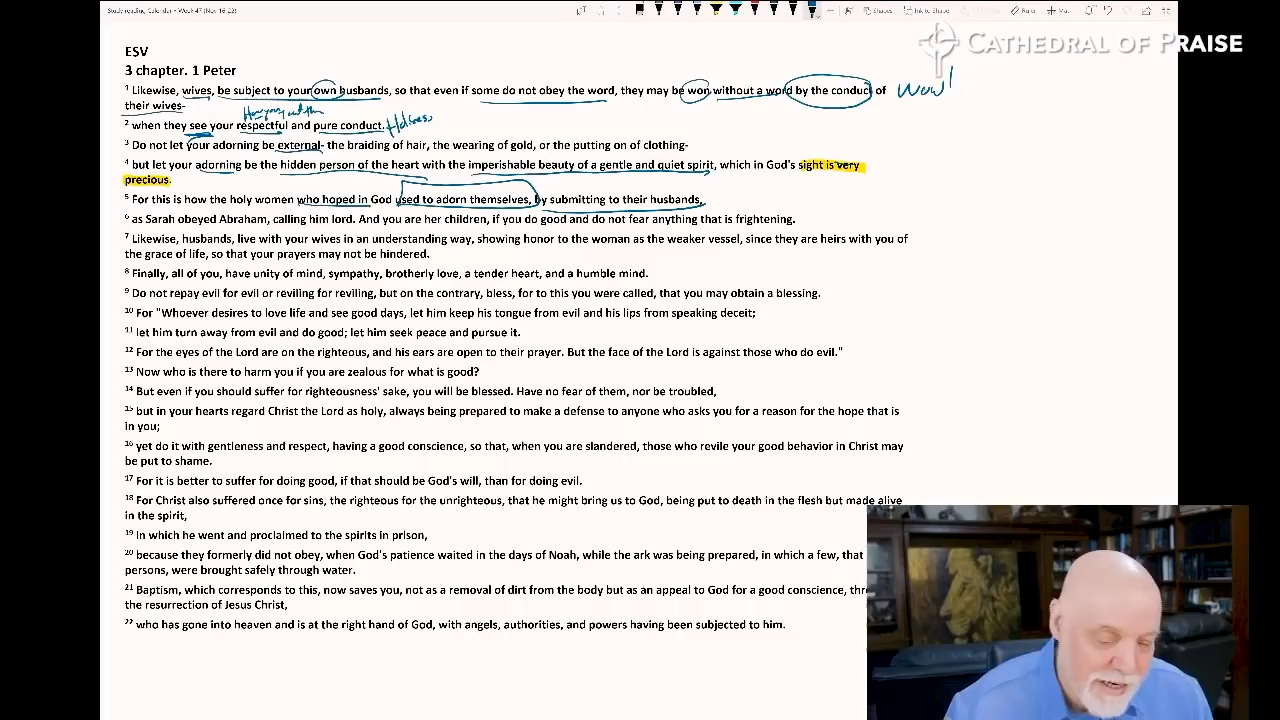 Study reading Calendar • Week 47 (Nov 16-22)
Shapes Ink to Shape Ruler
CATHEDRAL OF PRAISE
ESV
3 chapter. 1 Peter
1 Likewise, wives, be subject to your own husbands, so that even if some do not obey the word, they may be won without a word by the conduct of wow!
their wives-
2 when they see your respectful and pure conduct. Holiness
3 Do not let your adorning be external- the braiding of hair, the wearing of gold, or the putting on of clothing-
4 but let your adorning be the hidden person of the heart with the imperishable beauty of a gentle and quiet spirit, which in God's sight is very
precious.
5 For this is how the holy women who hoped in God used to adorn themselves, by submitting to their husbands,
6 as Sarah obeyed Abraham, calling him lord. And you are her children, if you do good and do not fear anything that is frightening.
7 Likewise, husbands, live with your wives in an understanding way, showing honor to the woman as the weaker vessel, since they are heirs with you of
the grace of life, so that your prayers may not be hindered.
8 Finally, all of you, have unity of mind, sympathy, brotherly love, a tender heart, and a humble mind.
9 Do not repay evil for evil or reviling for reviling, but on the contrary, bless, for to this you were called, that you may obtain a blessing.
10 For "Whoever desires to love life and see good days, let him keep his tongue from evil and his lips from speaking deceit;
11 let him turn away from evil and do good; let him seek peace and pursue it.
12 For the eyes of the Lord are on the righteous, and his ears are open to their prayer. But the face of the Lord is against those who do evil."
13 Now who is there to harm you if you are zealous for what is good?
14 But even if you should suffer for righteousness' sake, you will be blessed. Have no fear of them, nor be troubled,
15 but in your hearts regard Christ the Lord as holy, always being prepared to make a defense to anyone who asks you for a reason for the hope that is
in you;
16 yet do it with gentleness and respect, having a good conscience, so that, when you are slandered, those who revile your good behavior in Christ may
be put to shame.
17 For it is better to suffer for doing good, if that should be God's will, than for doing evil.
18 For Christ also suffered once for sins, the righteous for the unrighteous, that he might bring us to God, being put to death in the flesh but made alive
in the spirit,
19 in which he went and proclaimed to the spirits in prison,
20 because they formerly did not obey, when God's patience waited in the days of Noah, while the ark was being prepared, in which a few, that
persons, were brought safely through water.
21 Baptism, which corresponds to this, now saves you, not as a removal of dirt from the body but as an appeal to God for a good conscience,
the resurrection of Jesus Christ,
22 who has gone into heaven and is at the right hand of God, with angels, authorities, and powers having been subjected to him.